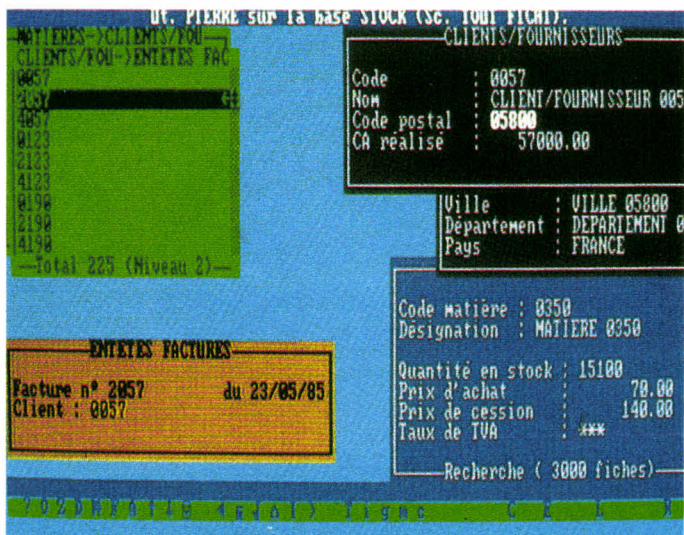 Ut. PIERRE sur la base STOCK (Sc. TOUT FICHI).
MATIERES->CLIENTS/FOU
CLIENTS/FOU->ENTETES FAC
0057
2057
4057
0123
2123
4123
0190
2190
4190
Total 225 (Niveau 2)
CLIENTS/FOURNISSEURS
Code : 0057
Nom : CLIENT/FOURNISSEUR 005
Code postal : 05800
CA réalisé : 57000.00
Ville : VILLE 05800
Département : DEPARTEMENT 0
Pays : FRANCE
Code matière : 0350
Désignation : MATIERE 0350
Quantité en stock : 15100
Prix d'achat : 70.00
Prix de cession : 140.00
Taux de TVA : ***
Recherche ( 3000 fiches)
ENTETES FACTURES
Facture n° 2057 du 23/05/85
Client : 0057